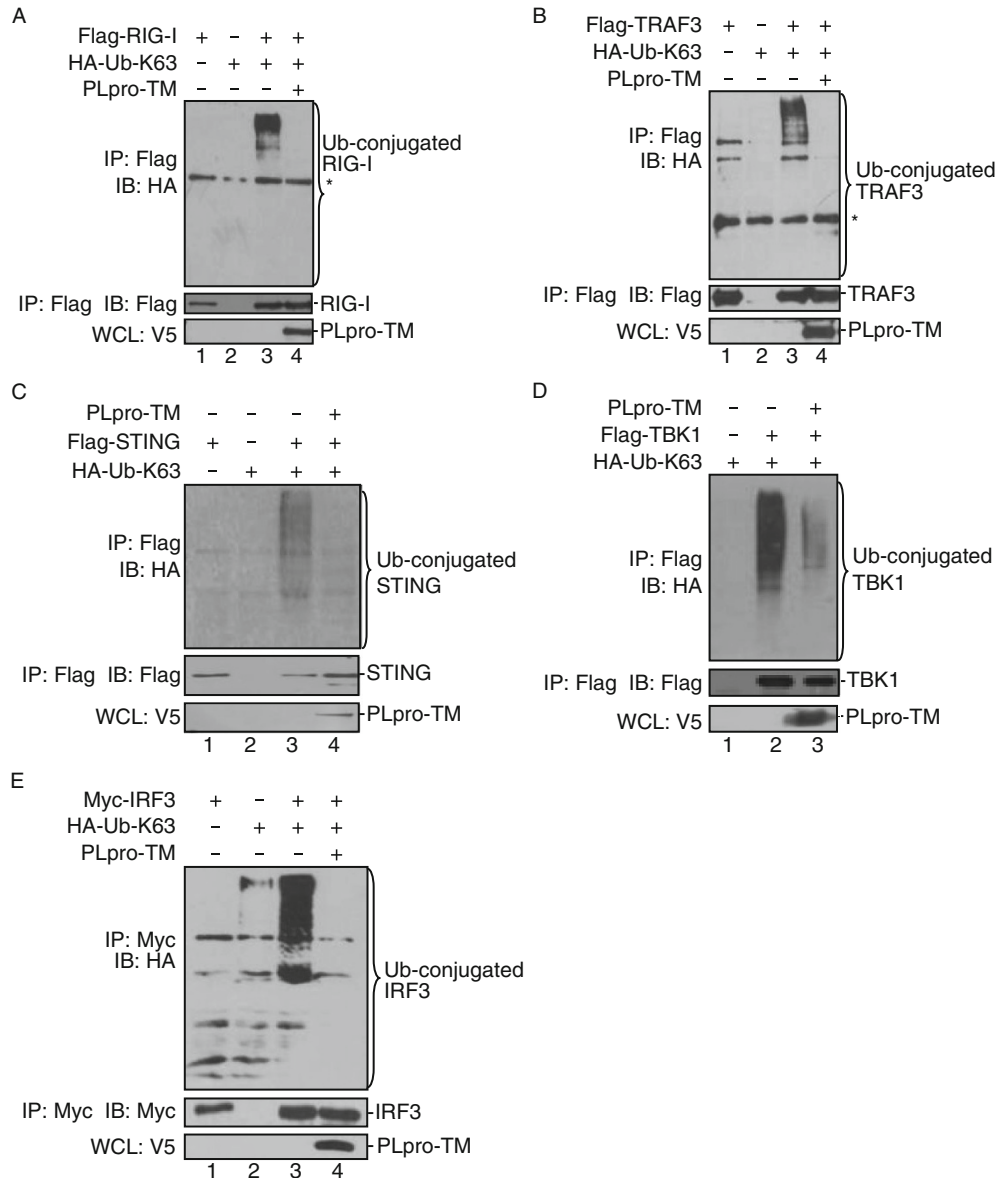 A
Flag-RIG-I + – + +
HA-Ub-K63 – + + +
PLpro-TM – – – +
IP: Flag
IB: HA
Ub-conjugated
RIG-I
*
IP: Flag IB: Flag
RIG-I
WCL: V5
PLpro-TM
1 2 3 4
B
Flag-TRAF3 + – + +
HA-Ub-K63 – + + +
PLpro-TM – – – +
IP: Flag
IB: HA
Ub-conjugated
TRAF3
*
IP: Flag IB: Flag
TRAF3
WCL: V5
PLpro-TM
1 2 3 4
C
PLpro-TM – – – +
Flag-STING + – + +
HA-Ub-K63 – + + +
IP: Flag
IB: HA
Ub-conjugated
STING
IP: Flag IB: Flag
STING
WCL: V5
PLpro-TM
1 2 3 4
D
PLpro-TM – – +
Flag-TBK1 – + +
HA-Ub-K63 + + +
IP: Flag
IB: HA
Ub-conjugated
TBK1
IP: Flag IB: Flag
TBK1
WCL: V5
PLpro-TM
1 2 3
E
Myc-IRF3 + – + +
HA-Ub-K63 – + + +
PLpro-TM – – – +
IP: Myc
IB: HA
Ub-conjugated
IRF3
IP: Myc IB: Myc
IRF3
WCL: V5
PLpro-TM
1 2 3 4